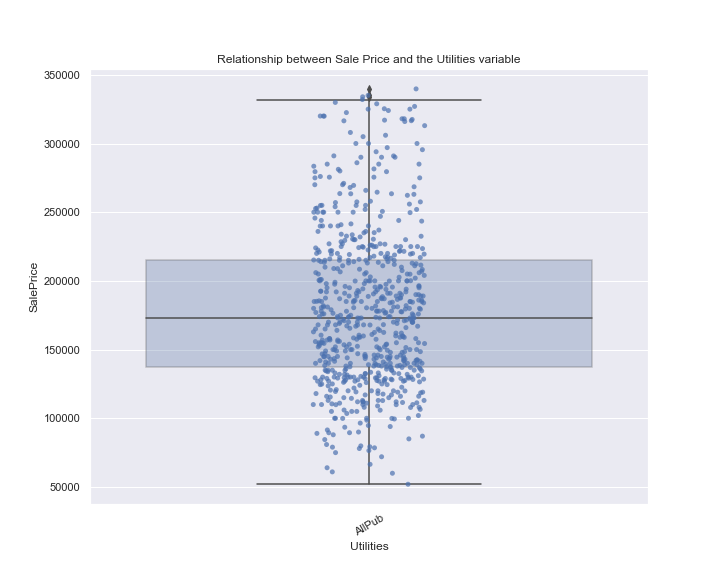 Relationship between Sale Price and the Utilities variable
350000
300000
250000
200000
150000
100000
50000
SalePrice
AllPub
Utilities